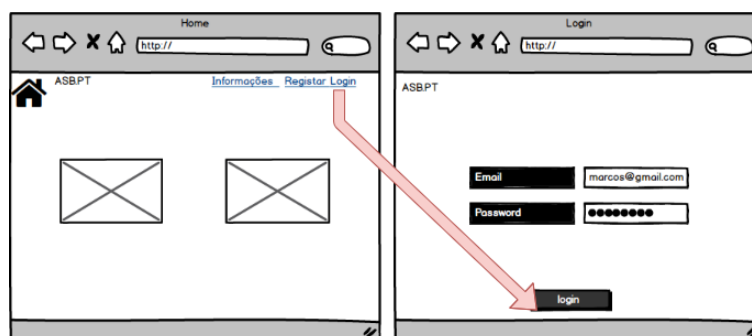 Home
http://
ASB.PT
Informações Registar Login
Login
http://
ASB.PT
Email
marcos@gmail.com
Password
login